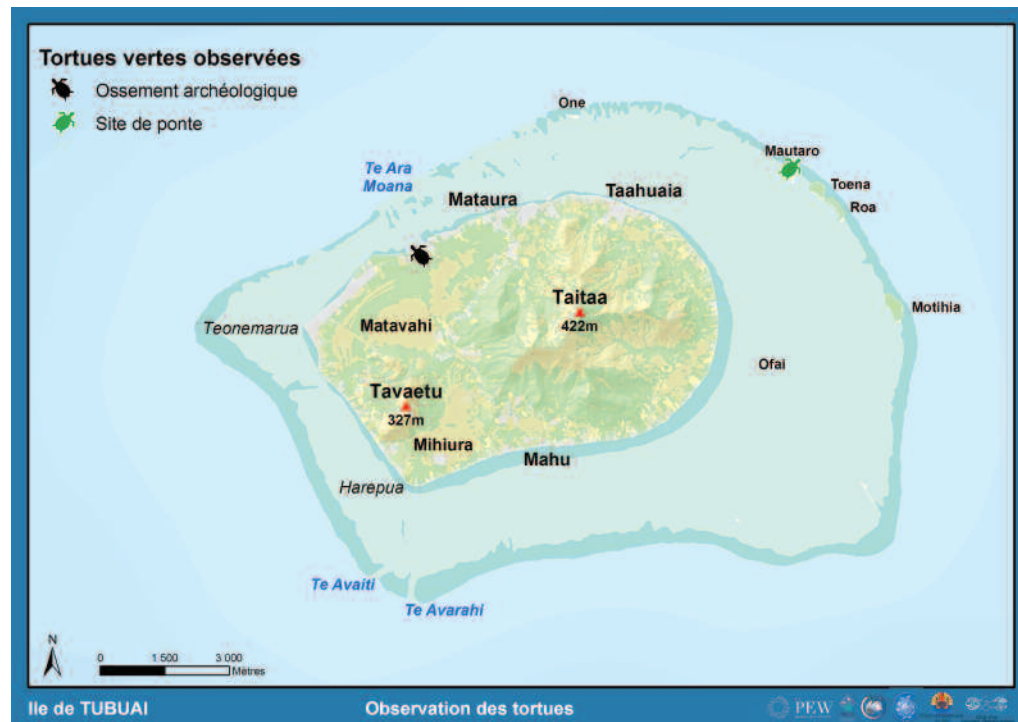 Tortues vertes observées
Ossement archéologique
Site de ponte
One
Mautaro
Te Ara
Moana
Toena
Mataura
Taahuaia
Roa
Taitaa
422m
Motihia
Teonemarua
Matavahi
Ofai
Tavaetu
327m
Mihiura
Mahu
Harepua
Te Avaiti
Te Avarahi
N
0 1 500 3 000
Mètres
Ile de TUBUAI
Observation des tortues
PEW